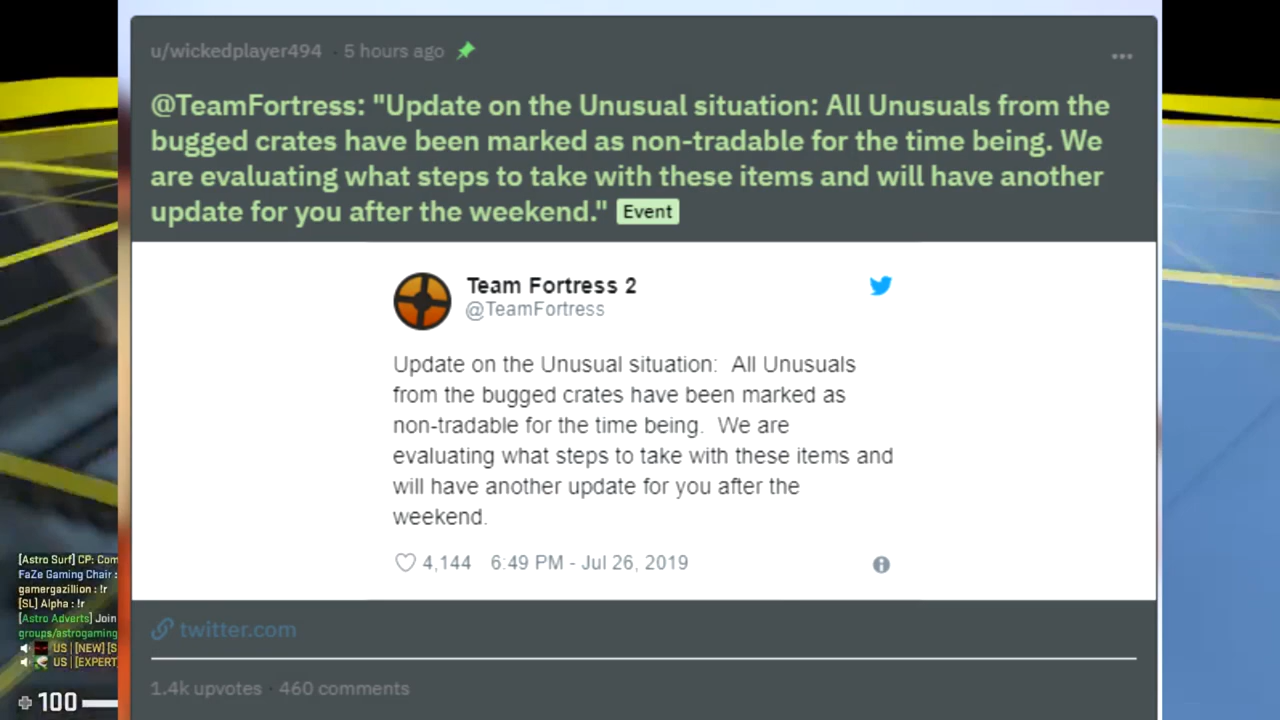 u/wickedplayer494 · 5 hours ago
@TeamFortress: "Update on the Unusual situation: All Unusuals from the
bugged crates have been marked as non-tradable for the time being. We
are evaluating what steps to take with these items and will have another
update for you after the weekend." Event
Team Fortress 2
@TeamFortress
Update on the Unusual situation:  All Unusuals
from the bugged crates have been marked as
non-tradable for the time being.  We are
evaluating what steps to take with these items and
will have another update for you after the
weekend.
4,144 6:49 PM - Jul 26, 2019
twitter.com
1.4k upvotes · 460 comments
[Astro Surf] CP: Com
FaZe Gaming Chair :
gamergazillion : !r
[SL] Alpha : !r
[Astro Adverts] Join
groups/astrogaming
US | [NEW] [S
US | [EXPERT
100